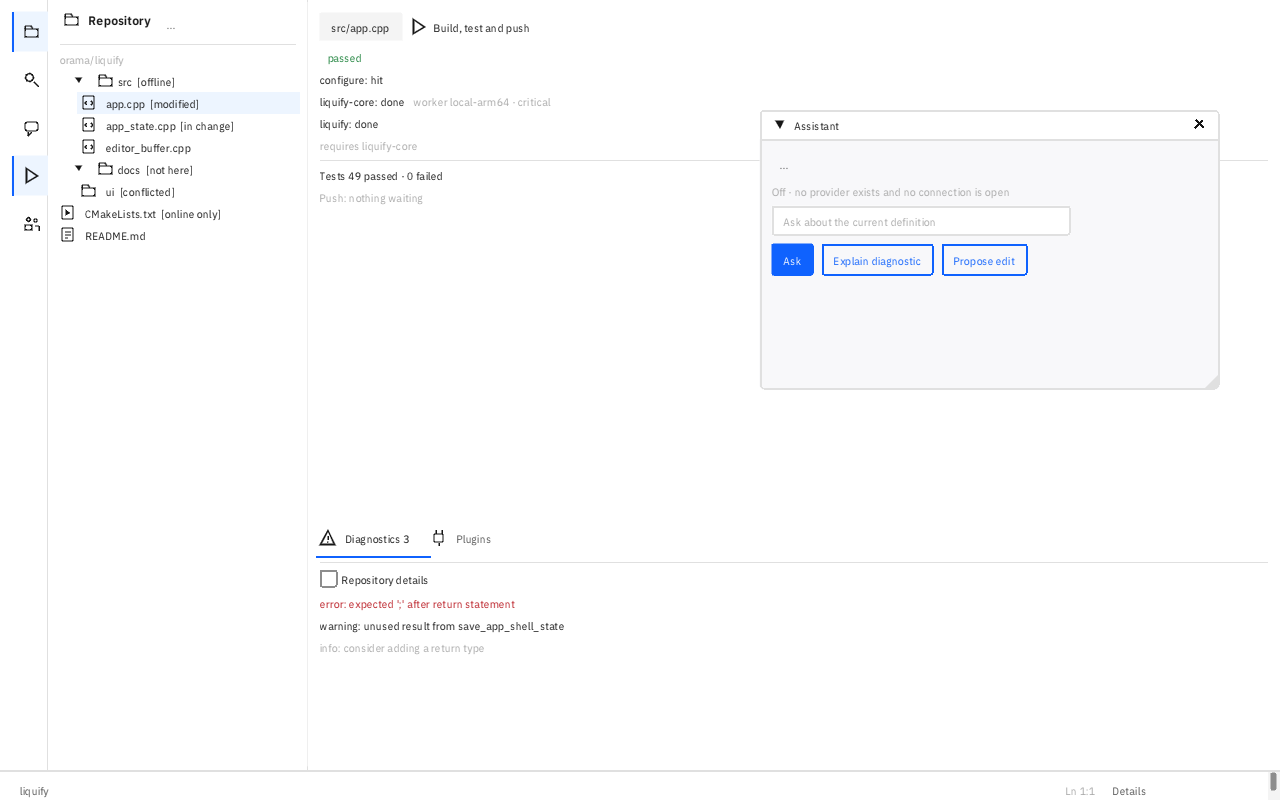 Repository
…
orama/liquify
src [offline]
app.cpp [modified]
app_state.cpp [in change]
editor_buffer.cpp
docs [not here]
ui [conflicted]
CMakeLists.txt [online only]
README.md
src/app.cpp
Build, test and push
passed
configure: hit
liquify-core: done worker local-arm64 · critical
liquify: done
requires liquify-core
Tests 49 passed · 0 failed
Push: nothing waiting
Assistant
…
Off · no provider exists and no connection is open
Ask about the current definition
Ask Explain diagnostic Propose edit
Diagnostics 3 Plugins
Repository details
error: expected ';' after return statement
warning: unused result from save_app_shell_state
info: consider adding a return type
liquify Ln 1:1 Details